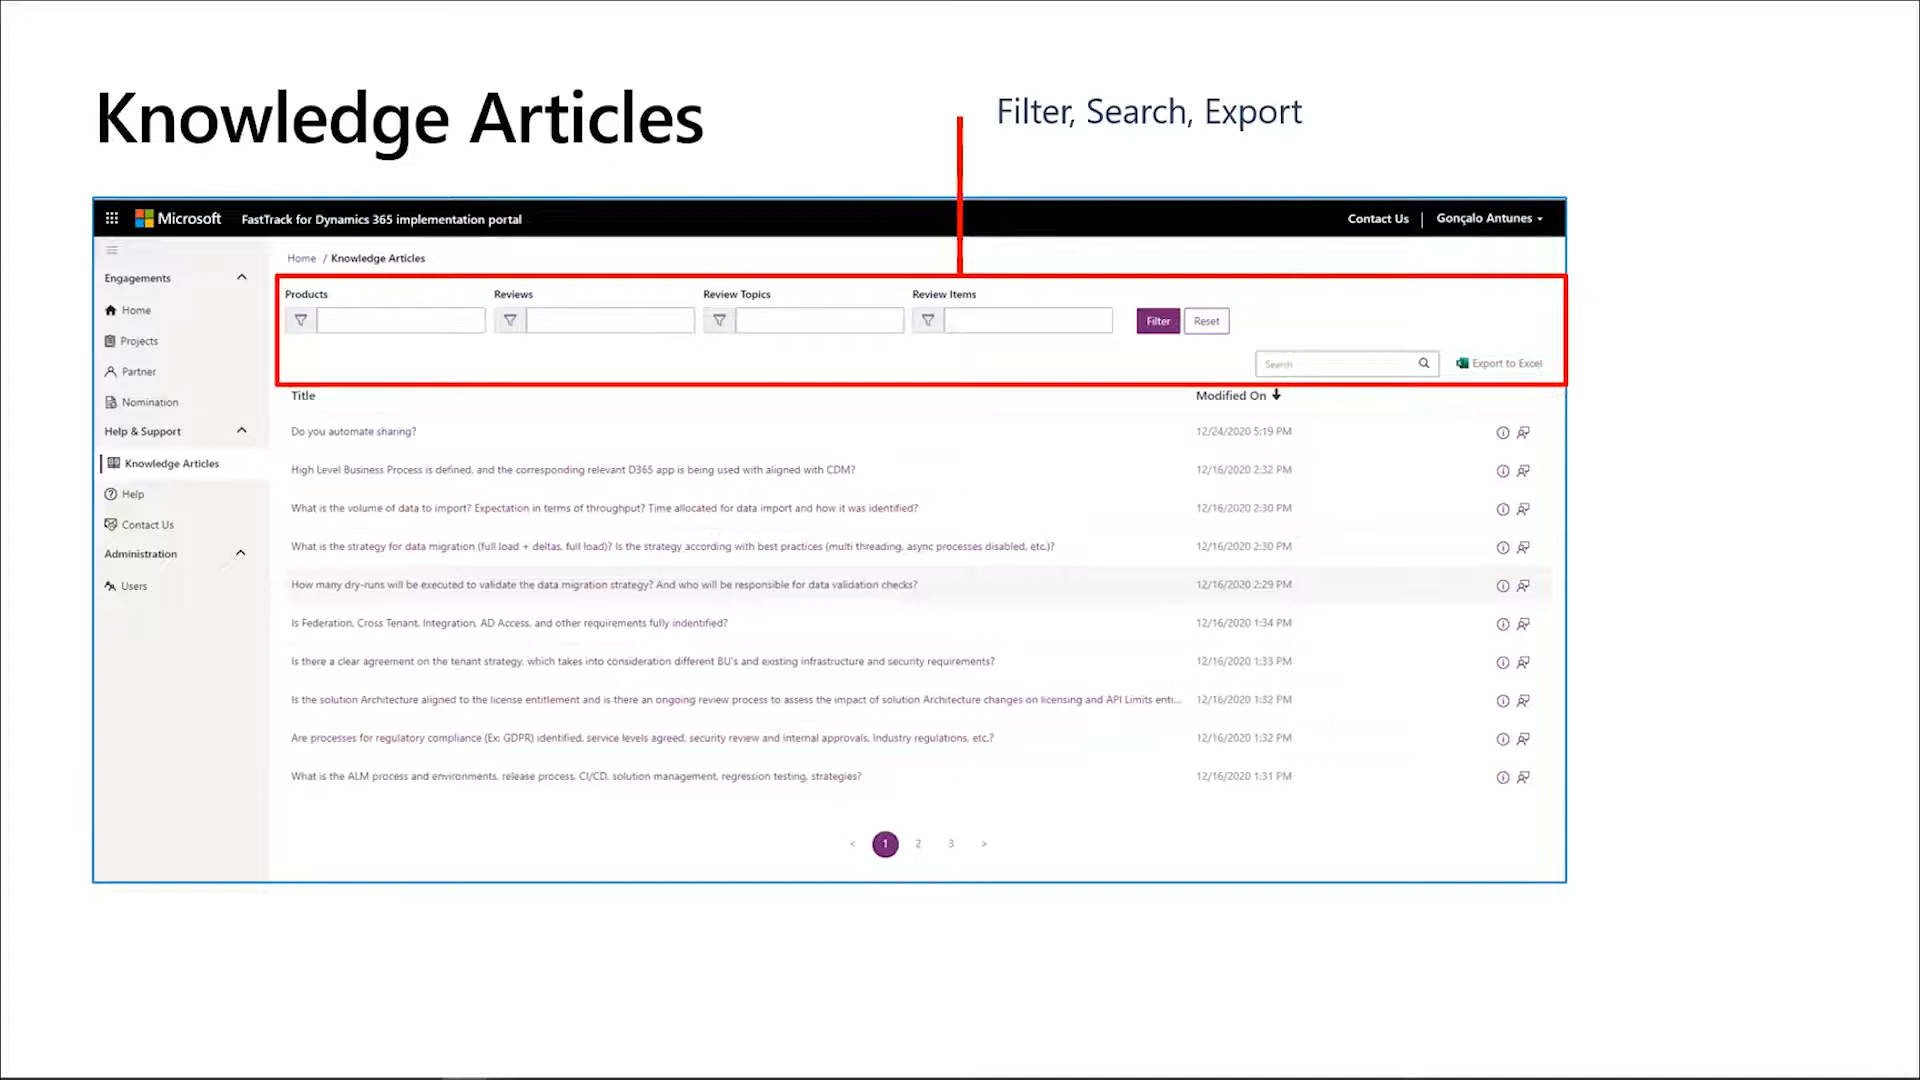 Knowledge Articles
Filter, Search, Export
Microsoft FastTrack for Dynamics 365 implementation portal Contact Us | Gonçalo Antunes
Engagements
Home
Projects
Partner
Nomination
Help & Support
Knowledge Articles
Help
Contact Us
Administration
Users
Home / Knowledge Articles
Products Reviews Review Topics Review Items
Filter Reset
Search Export to Excel
Title Modified On
Do you automate sharing? 12/24/2020 5:19 PM
High Level Business Process is defined, and the corresponding relevant D365 app is being used with aligned with CDM? 12/16/2020 2:32 PM
What is the volume of data to import? Expectation in terms of throughput? Time allocated for data import and how it was identified? 12/16/2020 2:30 PM
What is the strategy for data migration (full load + deltas, full load)? Is the strategy according with best practices (multi threading, async processes disabled, etc.)? 12/16/2020 2:30 PM
How many dry-runs will be executed to validate the data migration strategy? And who will be responsible for data validation checks? 12/16/2020 2:29 PM
Is Federation, Cross Tenant, Integration, AD Access, and other requirements fully indentified? 12/16/2020 1:34 PM
Is there a clear agreement on the tenant strategy, which takes into consideration different BU's and existing infrastructure and security requirements? 12/16/2020 1:33 PM
Is the solution Architecture aligned to the license entitlement and is there an ongoing review process to assess the impact of solution Architecture changes on licensing and API Limits enti... 12/16/2020 1:32 PM
Are processes for regulatory compliance (Ex: GDPR) identified, service levels agreed, security review and internal approvals, Industry regulations, etc.? 12/16/2020 1:32 PM
What is the ALM process and environments, release process, CI/CD, solution management, regression testing, strategies? 12/16/2020 1:31 PM
< 1 2 3 >